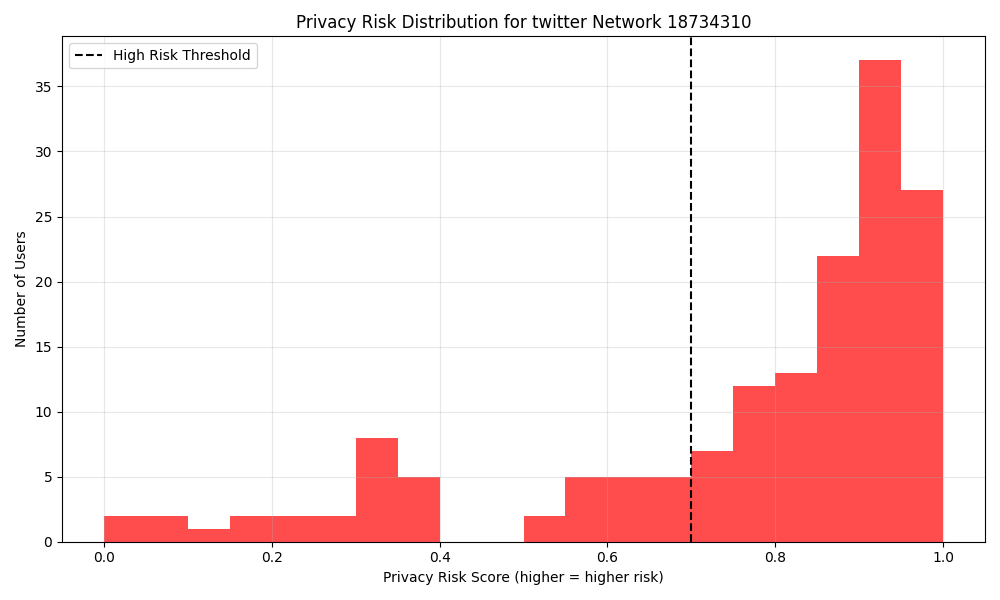 Privacy Risk Distribution for twitter Network 18734310
High Risk Threshold
35
30
25
20
15
10
5
0
Number of Users
0.0 0.2 0.4 0.6 0.8 1.0
Privacy Risk Score (higher = higher risk)